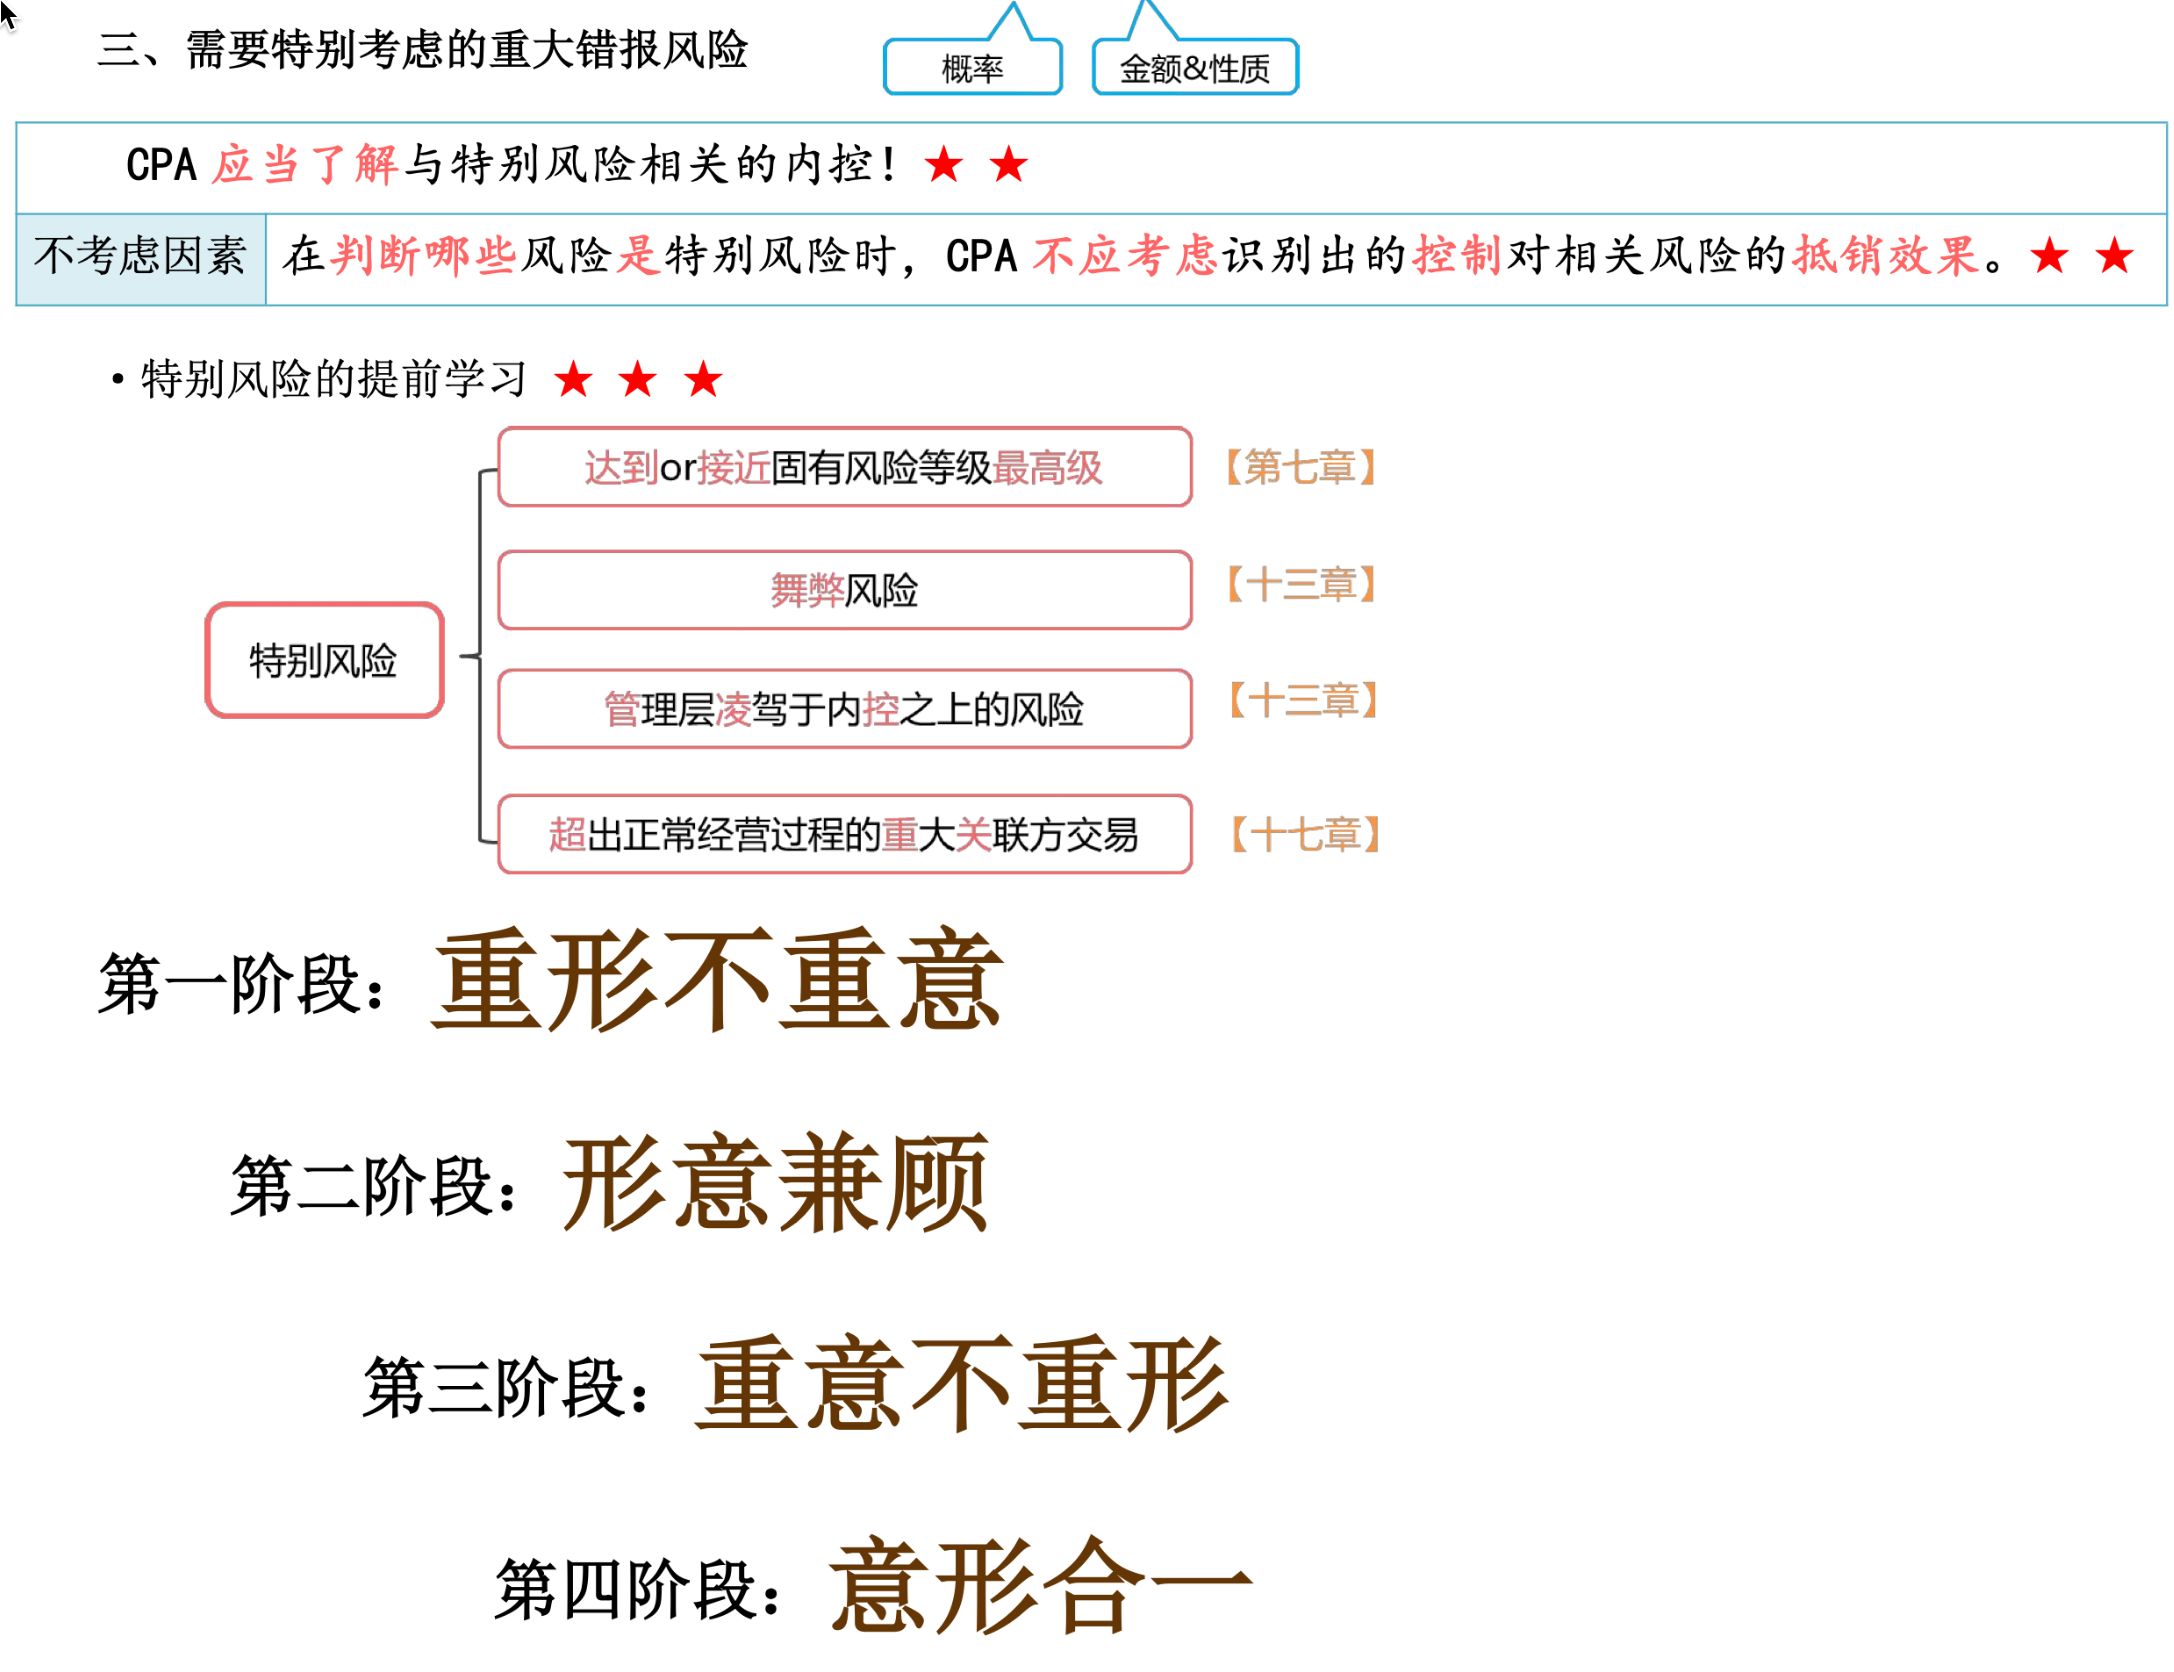 三、需要特别考虑的重大错报风险
概率
金额&性质
CPA 应当了解与特别风险相关的内控！★ ★
不考虑因素
在判断哪些风险是特别风险时，CPA 不应考虑识别出的控制对相关风险的抵销效果。★ ★
• 特别风险的提前学习 ★ ★ ★
特别风险
达到or接近固有风险等级最高级 【第七章】
舞弊风险 【十三章】
管理层凌驾于内控之上的风险 【十三章】
超出正常经营过程的重大关联方交易 【十七章】
第一阶段：重形不重意
第二阶段：形意兼顾
第三阶段：重意不重形
第四阶段：意形合一